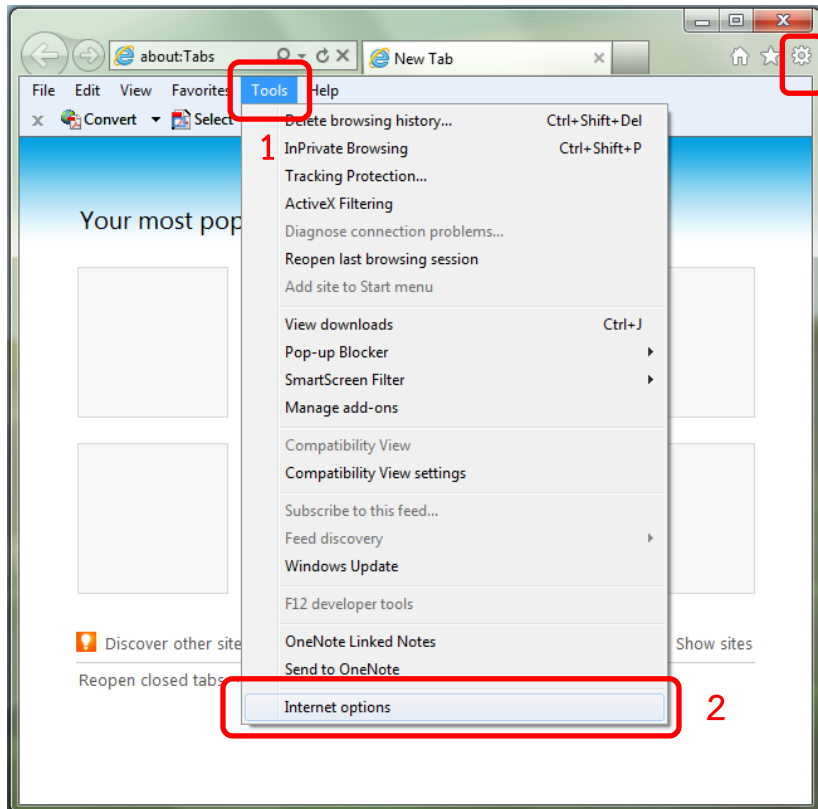 about:Tabs
New Tab
File Edit View Favorites Tools Help
x Convert Select
1
Delete browsing history... Ctrl+Shift+Del
InPrivate Browsing Ctrl+Shift+P
Tracking Protection...
ActiveX Filtering
Your most pop
Diagnose connection problems...
Reopen last browsing session
Add site to Start menu
View downloads Ctrl+J
Pop-up Blocker
SmartScreen Filter
Manage add-ons
Compatibility View
Compatibility View settings
Subscribe to this feed...
Feed discovery
Windows Update
F12 developer tools
Discover other site
OneNote Linked Notes
Show sites
Send to OneNote
Reopen closed tabs
Internet options
2